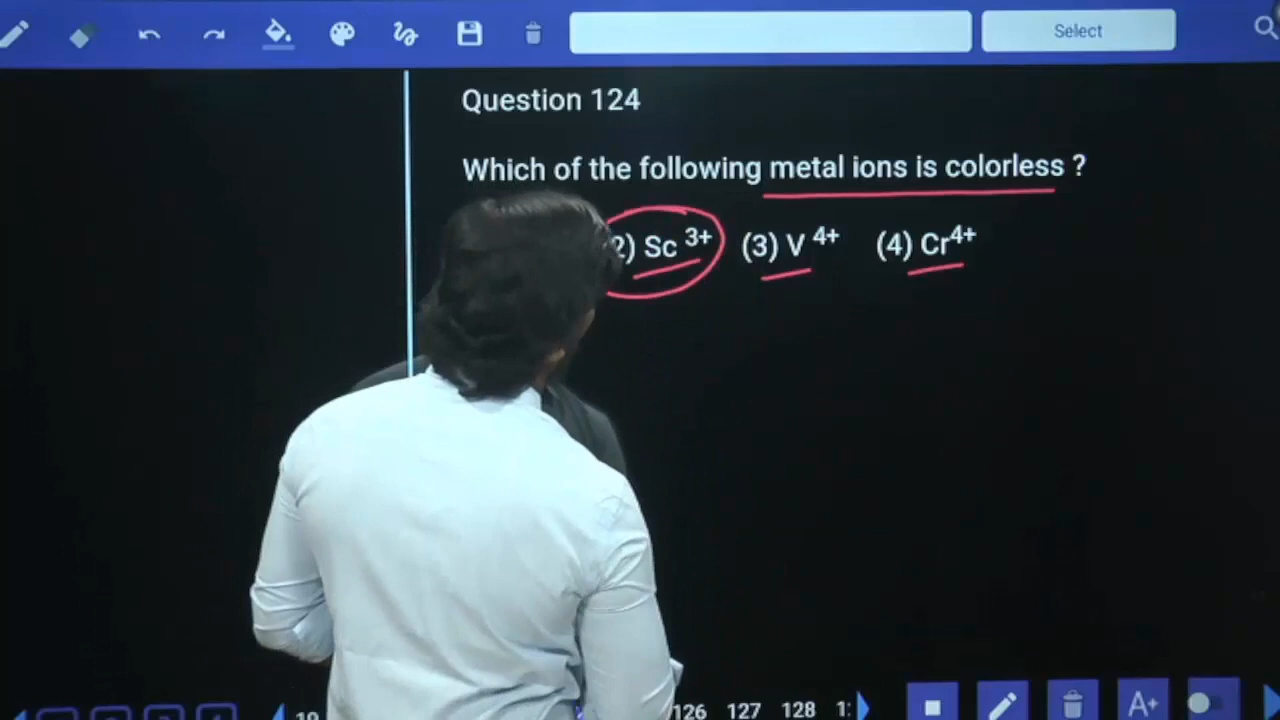 Select
Question 124
Which of the following metal ions is colorless ?
2) Sc 3+ (3) V 4+ (4) Cr4+
126 127 128
A+